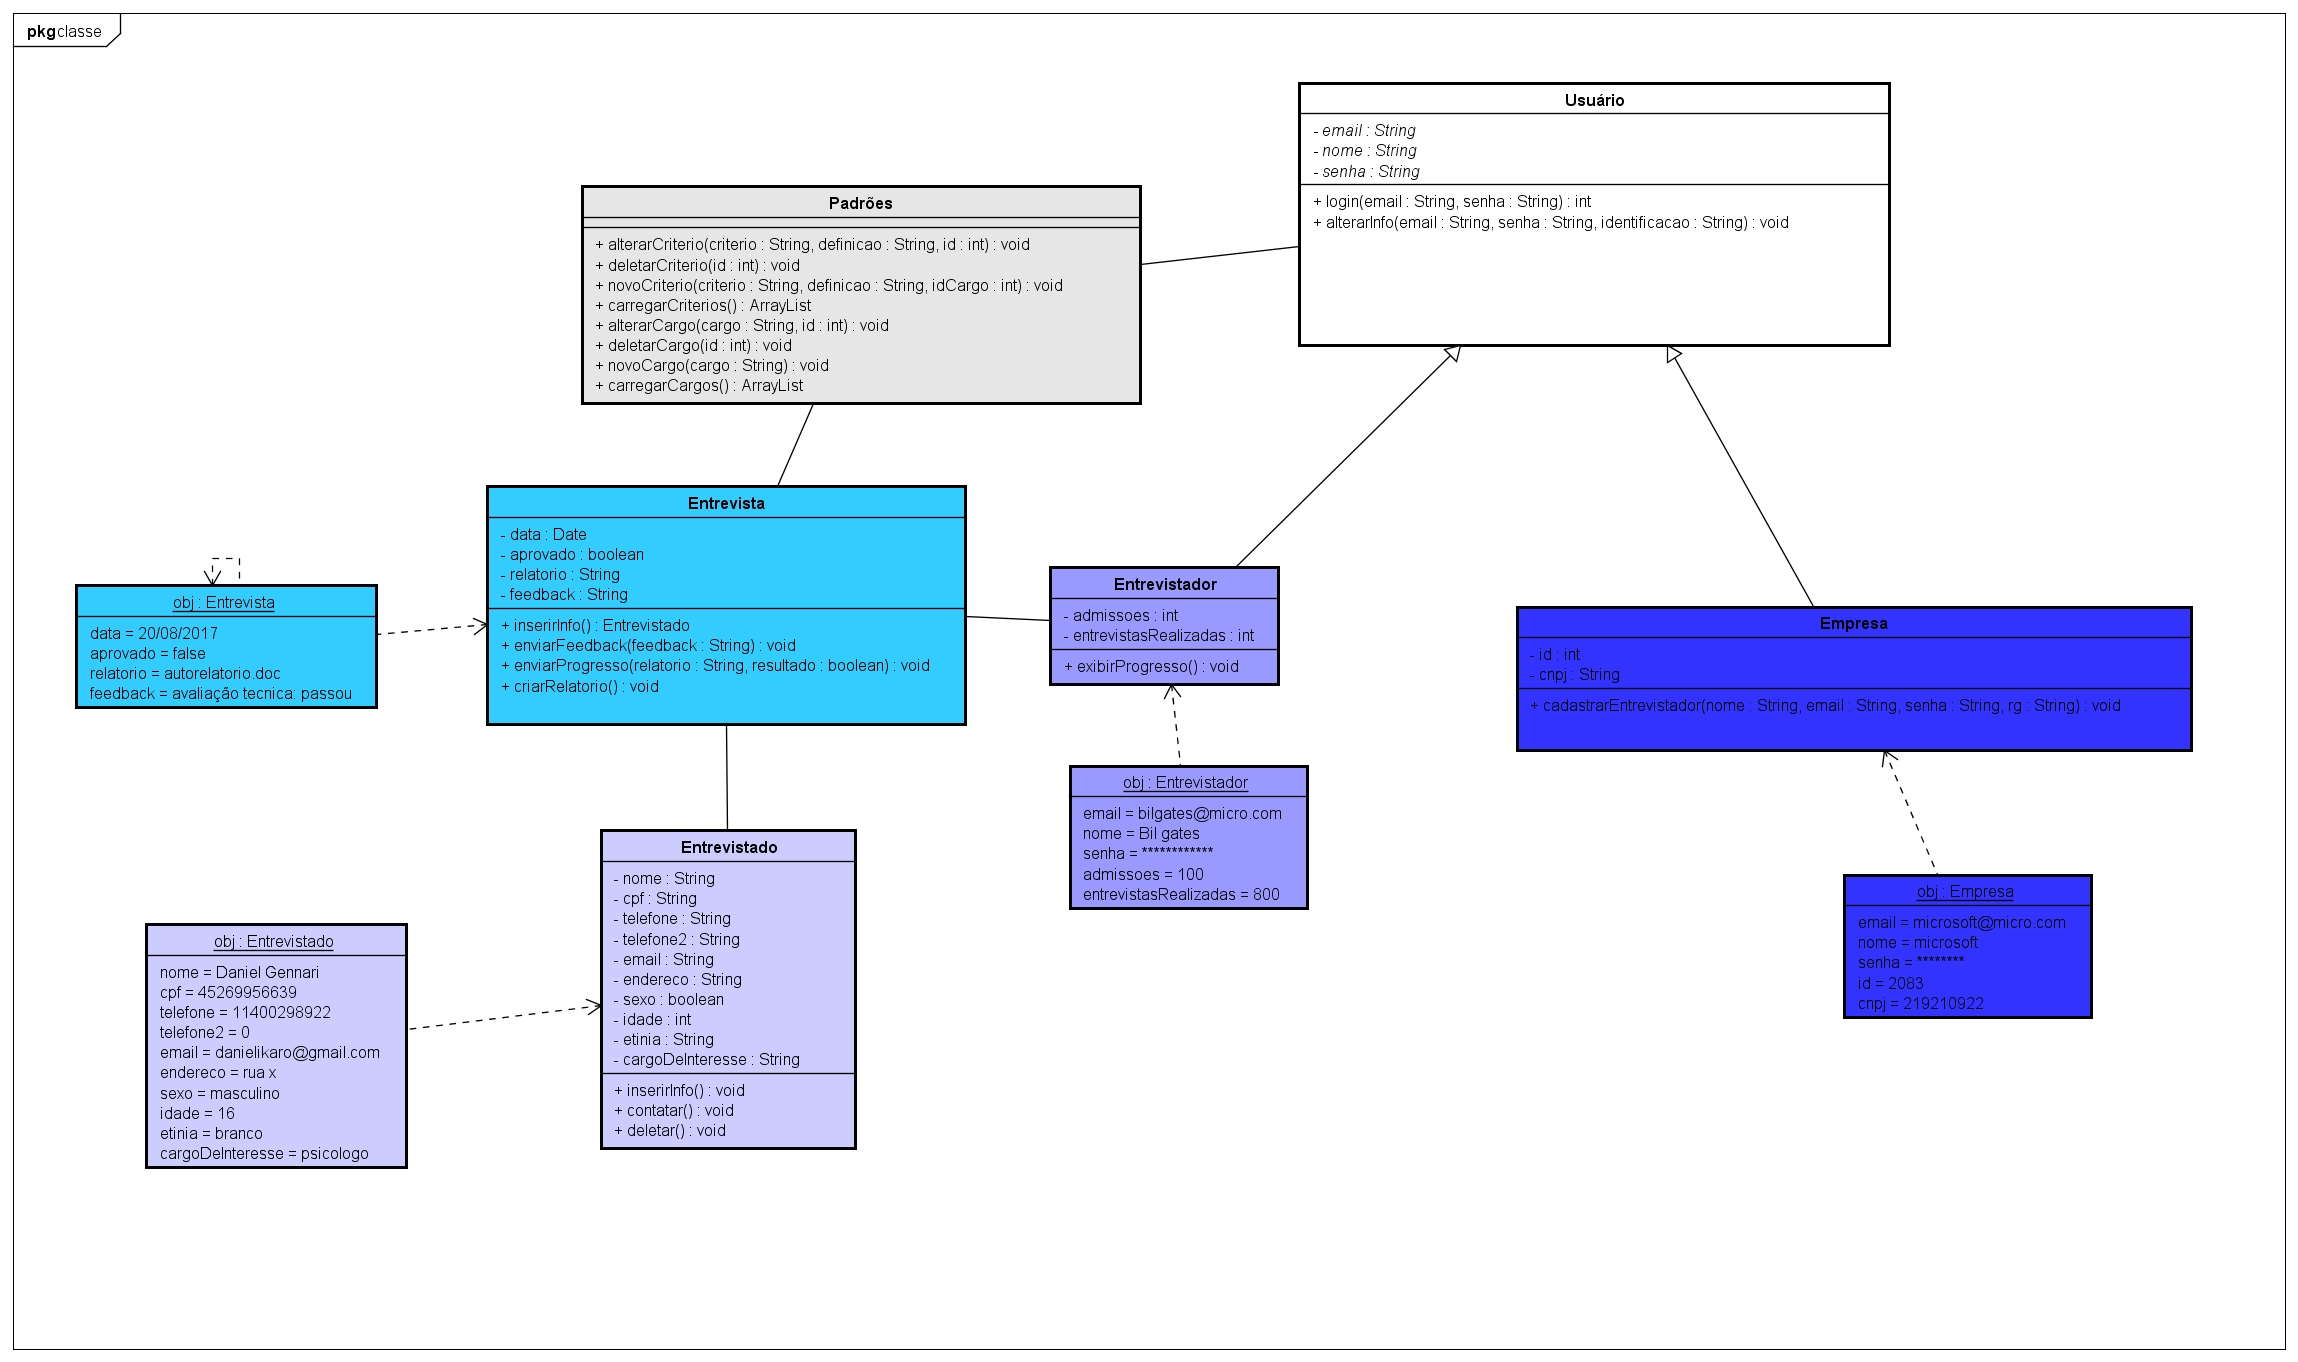 pkg classe
Usuário
- email : String
- nome : String
- senha : String
+ login(email : String, senha : String) : int
+ alterarInfo(email : String, senha : String, identificacao : String) : void
Padrões
+ alterarCriterio(criterio : String, definicao : String, id : int) : void
+ deletarCriterio(id : int) : void
+ novoCriterio(criterio : String, definicao : String, idCargo : int) : void
+ carregarCriterios() : ArrayList
+ alterarCargo(cargo : String, id : int) : void
+ deletarCargo(id : int) : void
+ novoCargo(cargo : String) : void
+ carregarCargos() : ArrayList
Entrevista
- data : Date
- aprovado : boolean
- relatorio : String
- feedback : String
+ inserirInfo() : Entrevistado
+ enviarFeedback(feedback : String) : void
+ enviarProgresso(relatorio : String, resultado : boolean) : void
+ criarRelatorio() : void
obj : Entrevista
data = 20/08/2017
aprovado = false
relatorio = autorelatorio.doc
feedback = avaliação tecnica: passou
Entrevistador
- admissoes : int
- entrevistasRealizadas : int
+ exibirProgresso() : void
Empresa
- id : int
- cnpj : String
+ cadastrarEntrevistador(nome : String, email : String, senha : String, rg : String) : void
obj : Entrevistador
email = bilgates@micro.com
nome = Bil gates
senha = ************
admissoes = 100
entrevistasRealizadas = 800
Entrevistado
- nome : String
- cpf : String
- telefone : String
- telefone2 : String
- email : String
- endereco : String
- sexo : boolean
- idade : int
- etinia : String
- cargoDeInteresse : String
+ inserirInfo() : void
+ contatar() : void
+ deletar() : void
obj : Empresa
email = microsoft@micro.com
nome = microsoft
senha = ********
id = 2083
cnpj = 219210922
obj : Entrevistado
nome = Daniel Gennari
cpf = 45269956639
telefone = 11400298922
telefone2 = 0
email = danielikaro@gmail.com
endereco = rua x
sexo = masculino
idade = 16
etinia = branco
cargoDeInteresse = psicologo